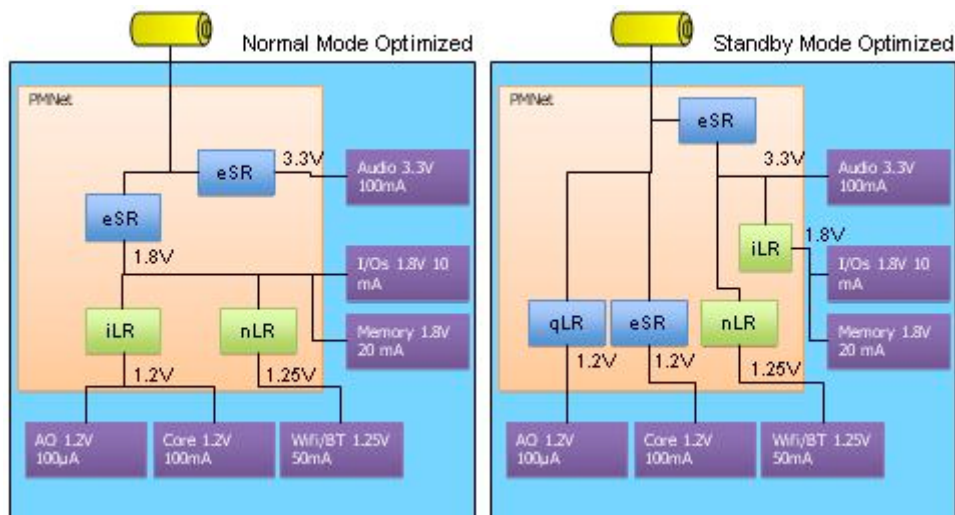 Normal Mode Optimized
PMNet
eSR
3.3V
Audio 3.3V
100mA
eSR
1.8V
I/Os 1.8V 10
mA
iLR
nLR
Memory 1.8V
20 mA
1.2V
1.25V
AO 1.2V
100µA
Core 1.2V
100mA
Wifi/BT 1.25V
50mA
Standby Mode Optimized
PMNet
eSR
3.3V
Audio 3.3V
100mA
iLR
1.8V
I/Os 1.8V 10
mA
qLR
eSR
nLR
Memory 1.8V
20 mA
1.2V
1.2V
1.25V
AO 1.2V
100µA
Core 1.2V
100mA
Wifi/BT 1.25V
50mA